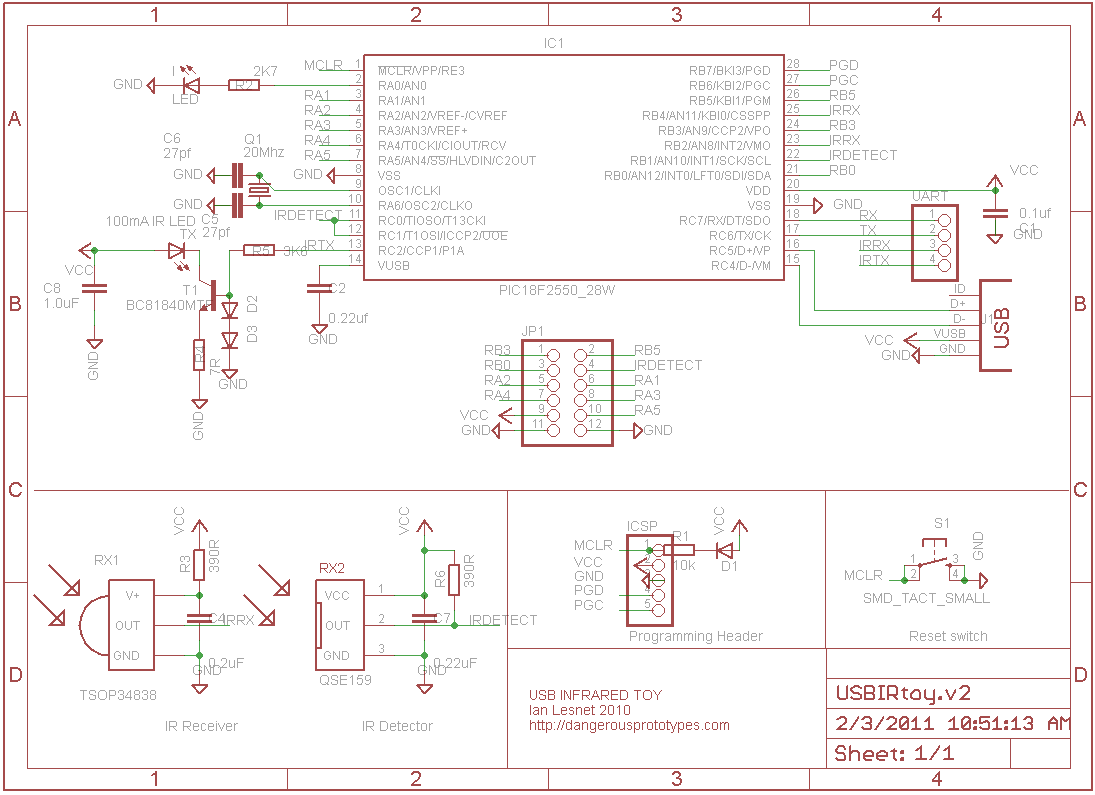 1 2 3 4
A A
B B
C C
D D
IC1
MCLR 1 MCLR/VPP/RE3
2 RA0/AN0
RA1 3 RA1/AN1
RA2 4 RA2/AN2/VREF-/CVREF
RA3 5 RA3/AN3/VREF+
RA4 6 RA4/T0CKI/CIOUT/RCV
RA5 7 RA5/AN4/SS/HLVDIN/C2OUT
GND 8 VSS
9 OSC1/CLKI
10 RA6/OSC2/CLKO
IRDETECT 11 RC0/TIOSO/T13CKI
12 RC1/T1OSI/ICCP2/UOE
IRTX 13 RC2/CCP1/P1A
14 VUSB
RB7/BKI3/PGD 28 PGD
RB6/KBI2/PGC 27 PGC
RB5/KBI1/PGM 26 RB5
RB4/AN11/KBI0/CSSPP 25 IRRX
RB3/AN9/CCP2/VPO 24 RB3
RB2/AN8/INT2/VMO 23 IRRX
RB1/AN10/INT1/SCK/SCL 22 IRDETECT
RB0/AN12/INT0/LFT0/SDI/SDA 21 RB0
VDD 20
VSS 19 GND
RC7/RX/DT/SDO 18 RX
RC6/TX/CK 17 TX
RC5/D+/VP 16
RC4/D-/VM 15
PIC18F2550_28W
GND LED R2 2K7
C6
27pf
GND
Q1
20Mhz
GND
C5
27pf
100mA IR LED
TX
VCC
R5
C8
1.0uF
GND
T1
D2
D3
GND
R4
7R
GND
C2
0.22uf
GND
VCC
0.1uf
C1
GND
UART
RX 1
TX 2
IRRX 3
IRTX 4
J1
USB
ID
D+
D-
VCC VUSB
GND GND
JP1
RB3 1 2 RB5
RB0 3 4 IRDETECT
RA2 5 6 RA1
RA4 7 8 RA3
VCC 9 10 RA5
GND 11 12 GND
VCC
R3
390R
RX1
V+
OUT
GND
C4
IRRX
0.2uF
GND
TSOP34838
IR Receiver
VCC
R6
390R
RX2
VCC 1
OUT 2
GND 3
C7
IRDETECT
0.22uF
GND
QSE159
IR Detector
ICSP
MCLR 1
VCC 2
GND 3
PGD 4
PGC 5
R1
10k
D1
VCC
Programming Header
S1
MCLR
1 3
2 4
GND
SMD_TACT_SMALL
Reset switch
USB INFRARED TOY
Ian Lesnet 2010
http://dangerousprototypes.com
USBIRtoy.v2
2/3/2011 10:51:13 AM
Sheet: 1/1
1 2 3 4